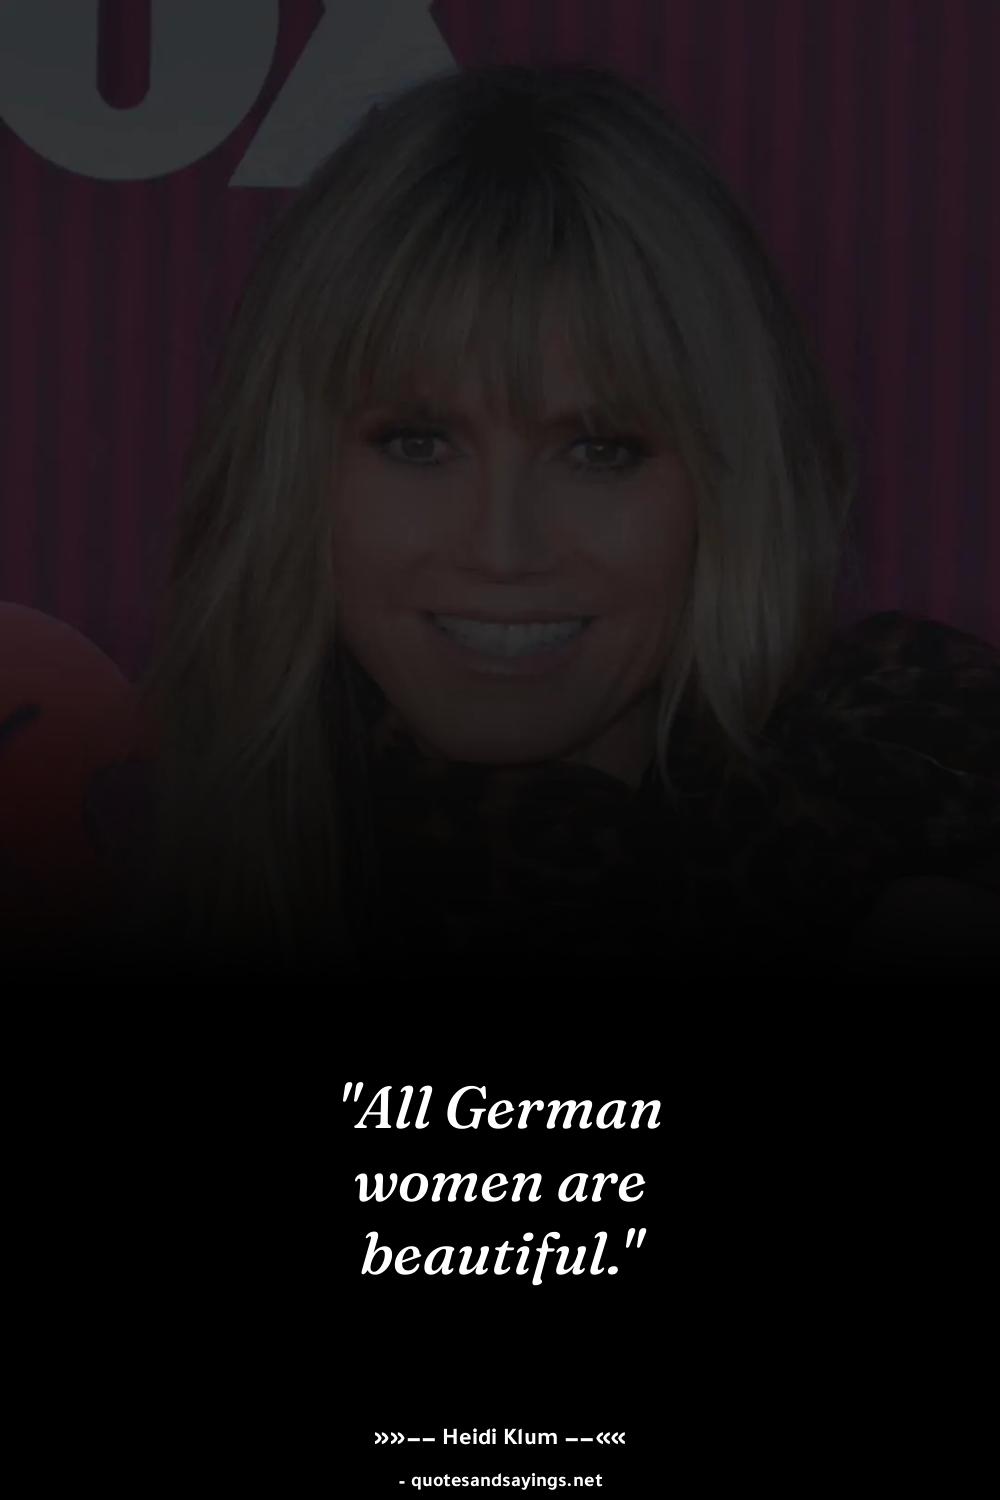 "All German
women are
beautiful."
»»–– Heidi Klum ––««
- quotesandsayings.net